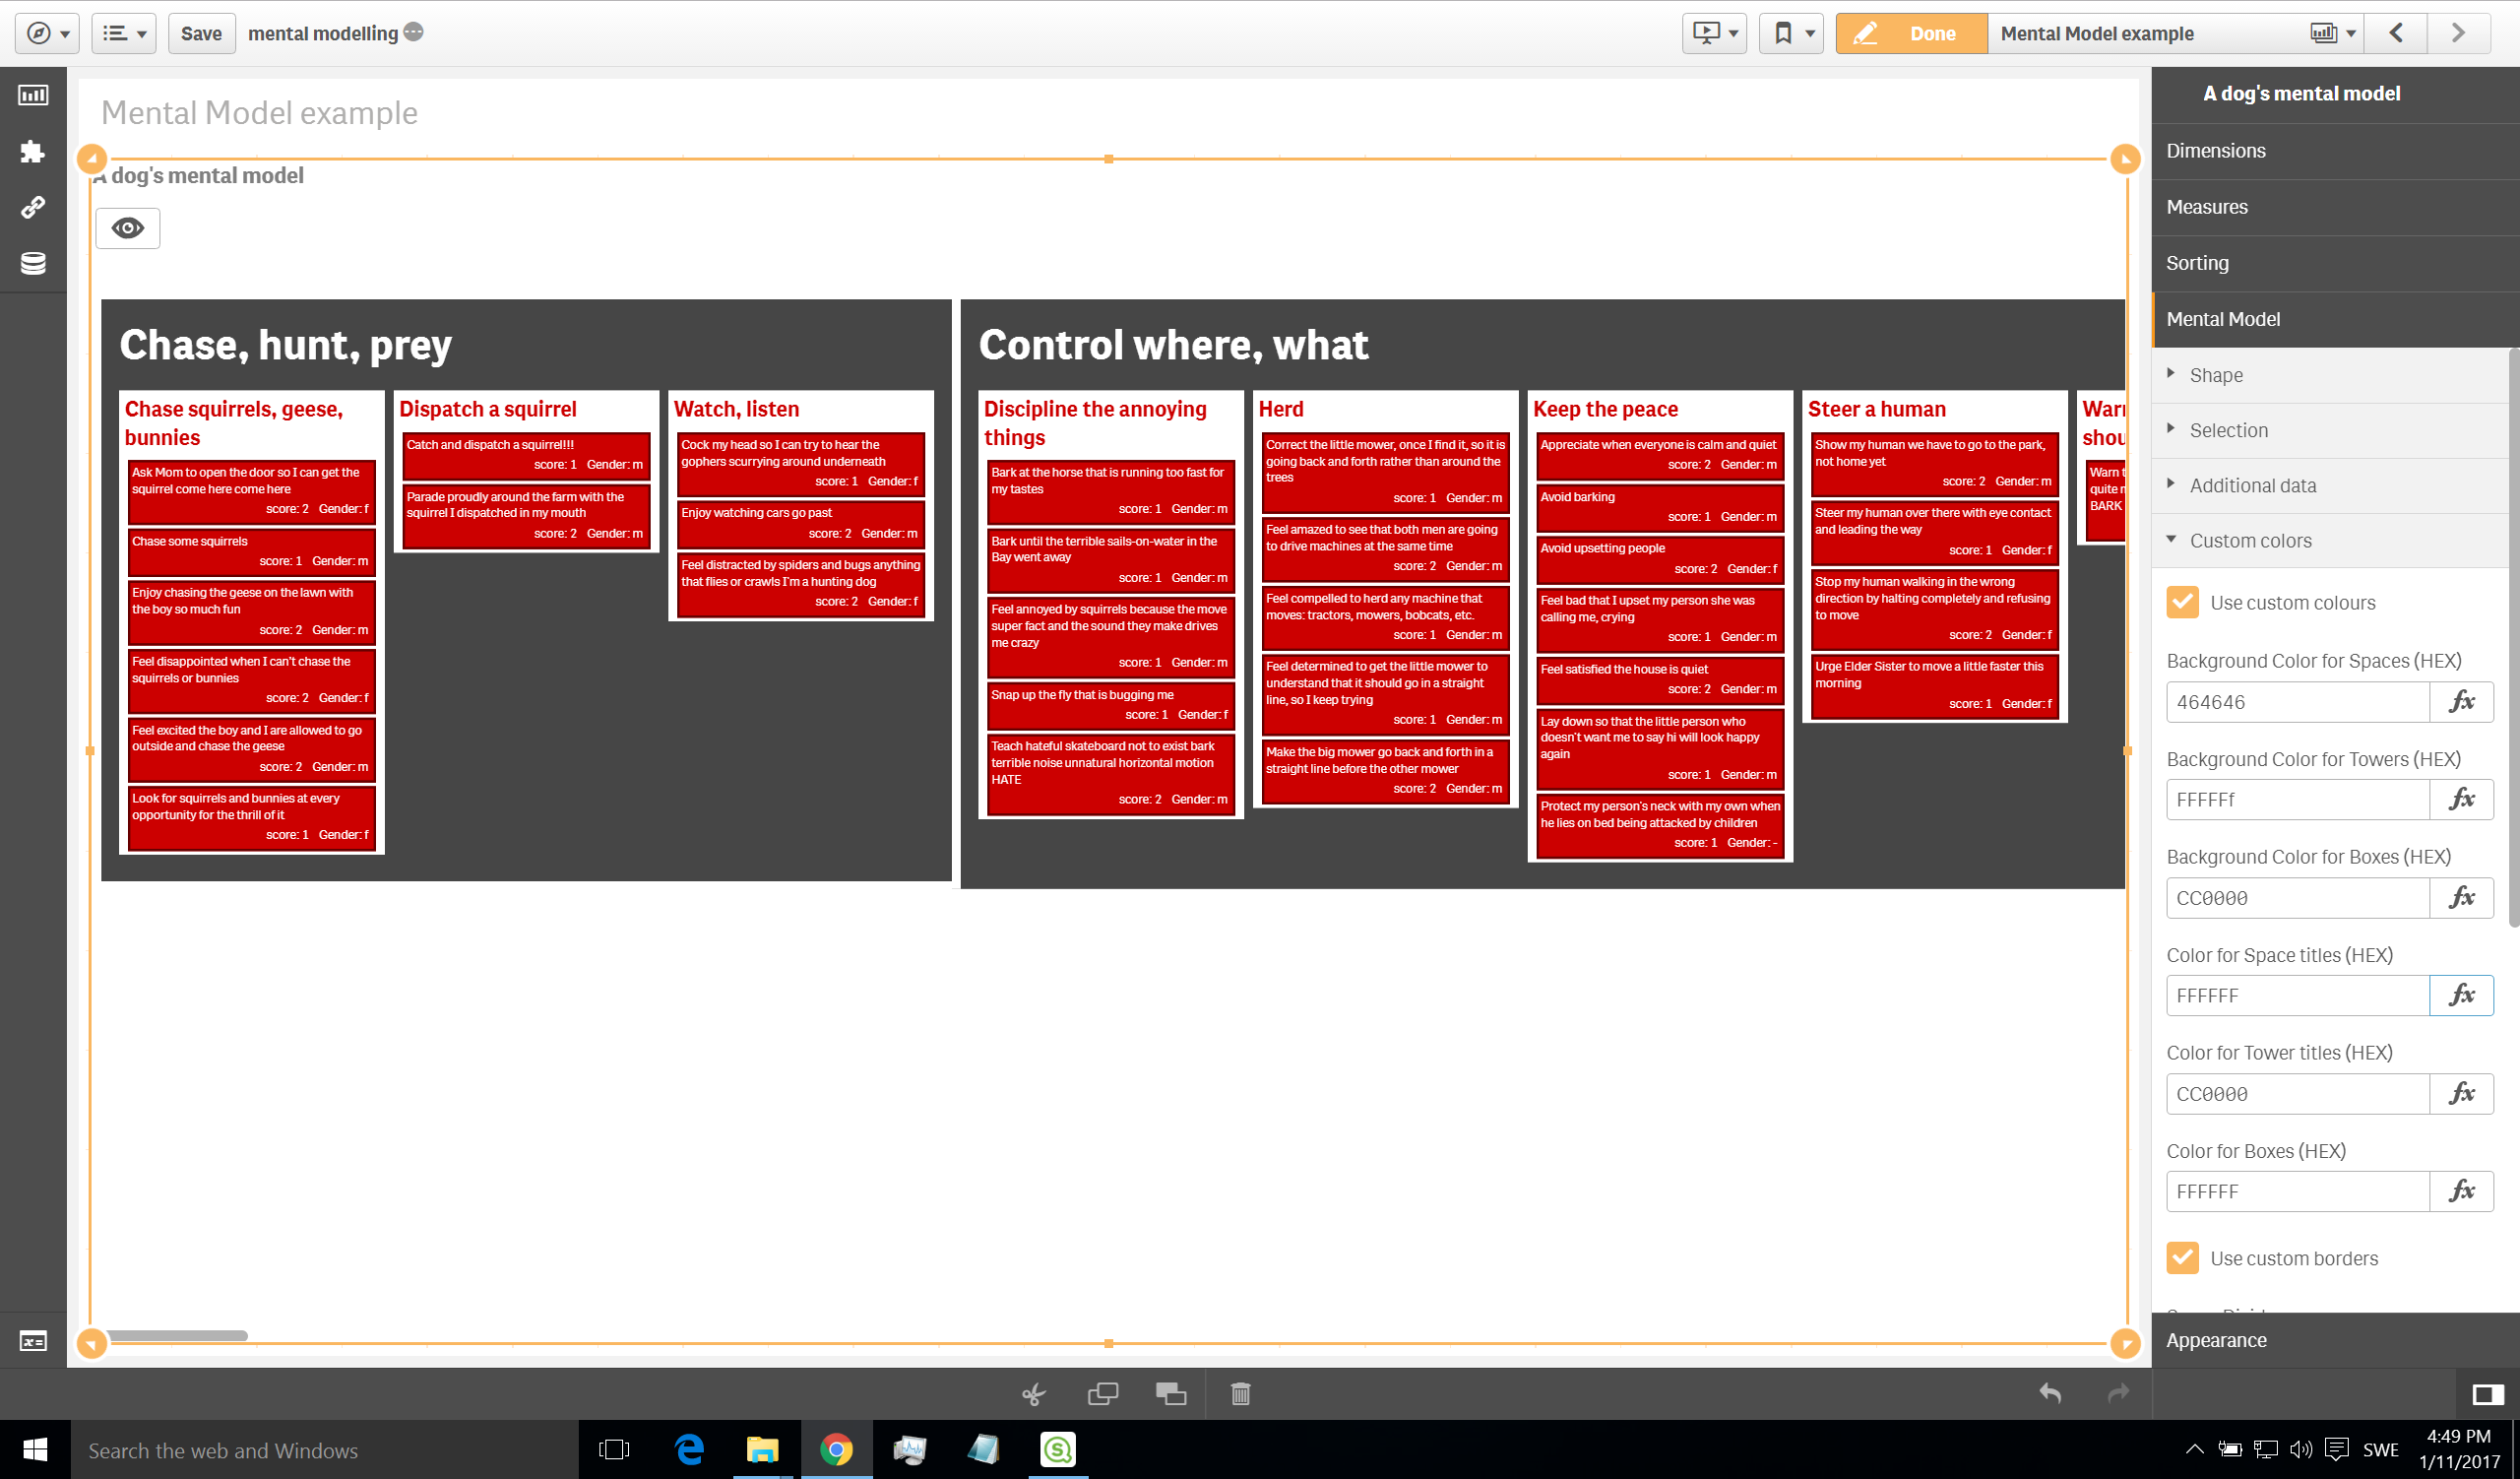 Save
mental modelling
Done
Mental Model example
Mental Model example
A dog's mental model
Chase, hunt, prey
Chase squirrels, geese,
bunnies
Ask Mom to open the door so I can get the
squirrel come here come here
score: 2 Gender: f
Chase some squirrels
score: 1 Gender: m
Enjoy chasing the geese on the lawn with
the boy so much fun
score: 2 Gender: m
Feel disappointed when I can't chase the
squirrels or bunnies
score: 2 Gender: f
Feel excited the boy and I are allowed to go
outside and chase the geese
score: 2 Gender: m
Look for squirrels and bunnies at every
opportunity for the thrill of it
score: 1 Gender: f
Dispatch a squirrel
Catch and dispatch a squirrel!!!
score: 1 Gender: m
Parade proudly around the farm with the
squirrel I dispatched in my mouth
score: 2 Gender: m
Watch, listen
Cock my head so I can try to hear the
gophers scurrying around underneath
score: 1 Gender: f
Enjoy watching cars go past
score: 2 Gender: m
Feel distracted by spiders and bugs anything
that flies or crawls I'm a hunting dog
score: 2 Gender: f
Control where, what
Discipline the annoying
things
Bark at the horse that is running too fast for
my tastes
score: 1 Gender: m
Bark until the terrible sails-on-water in the
Bay went away
score: 1 Gender: m
Feel annoyed by squirrels because the move
super fact and the sound they make drives
me crazy
score: 1 Gender: m
Snap up the fly that is bugging me
score: 1 Gender: f
Teach hateful skateboard not to exist bark
terrible noise unnatural horizontal motion
HATE
score: 2 Gender: m
Herd
Correct the little mower, once I find it, so it is
going back and forth rather than around the
trees
score: 1 Gender: m
Feel amazed to see that both men are going
to drive machines at the same time
score: 2 Gender: m
Feel compelled to herd any machine that
moves: tractors, mowers, bobcats, etc.
score: 1 Gender: m
Feel determined to get the little mower to
understand that it should go in a straight
line, so I keep trying
score: 1 Gender: m
Make the big mower go back and forth in a
straight line before the other mower
score: 2 Gender: m
Keep the peace
Appreciate when everyone is calm and quiet
score: 2 Gender: m
Avoid barking
score: 1 Gender: m
Avoid upsetting people
score: 2 Gender: f
Feel bad that I upset my person she was
calling me, crying
score: 1 Gender: m
Feel satisfied the house is quiet
score: 2 Gender: m
Lay down so that the little person who
doesn't want me to say hi will look happy
again
score: 1 Gender: m
Protect my person's neck with my own when
he lies on bed being attacked by children
score: 1 Gender: -
Steer a human
Show my human we have to go to the park,
not home yet
score: 2 Gender: m
Steer my human over there with eye contact
and leading the way
score: 1 Gender: f
Stop my human walking in the wrong
direction by halting completely and refusing
to move
score: 2 Gender: f
Urge Elder Sister to move a little faster this
morning
score: 1 Gender: f
Warn
shou
Warn t
quite
BARK
A dog's mental model
Dimensions
Measures
Sorting
Mental Model
Shape
Selection
Additional data
Custom colors
Use custom colours
Background Color for Spaces (HEX)
464646
fx
Background Color for Towers (HEX)
FFFFFf
fx
Background Color for Boxes (HEX)
CC0000
fx
Color for Space titles (HEX)
FFFFFF
fx
Color for Tower titles (HEX)
CC0000
fx
Color for Boxes (HEX)
FFFFFF
fx
Use custom borders
Appearance
Search the web and Windows
SWE
4:49 PM
1/11/2017